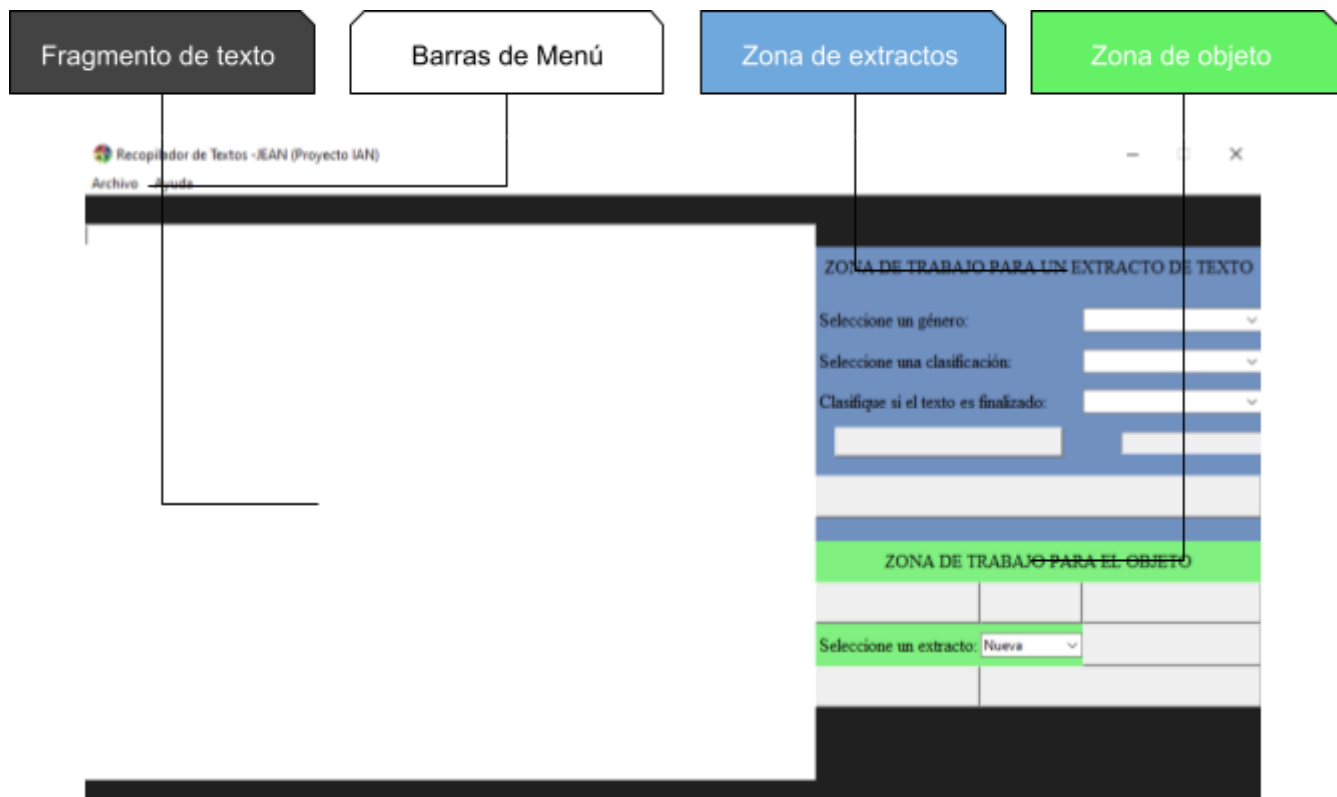 Fragmento de texto
Barras de Menú
Zona de extractos
Zona de objeto
Recopilador de Textos -JEAN (Proyecto IAN)
Archivo Ayuda
ZONA DE TRABAJO PARA UN EXTRACTO DE TEXTO
Seleccione un género:
Seleccione una clasificación:
Clasifique si el texto es finalizado:
ZONA DE TRABAJO PARA EL OBJETO
Seleccione un extracto: Nueva